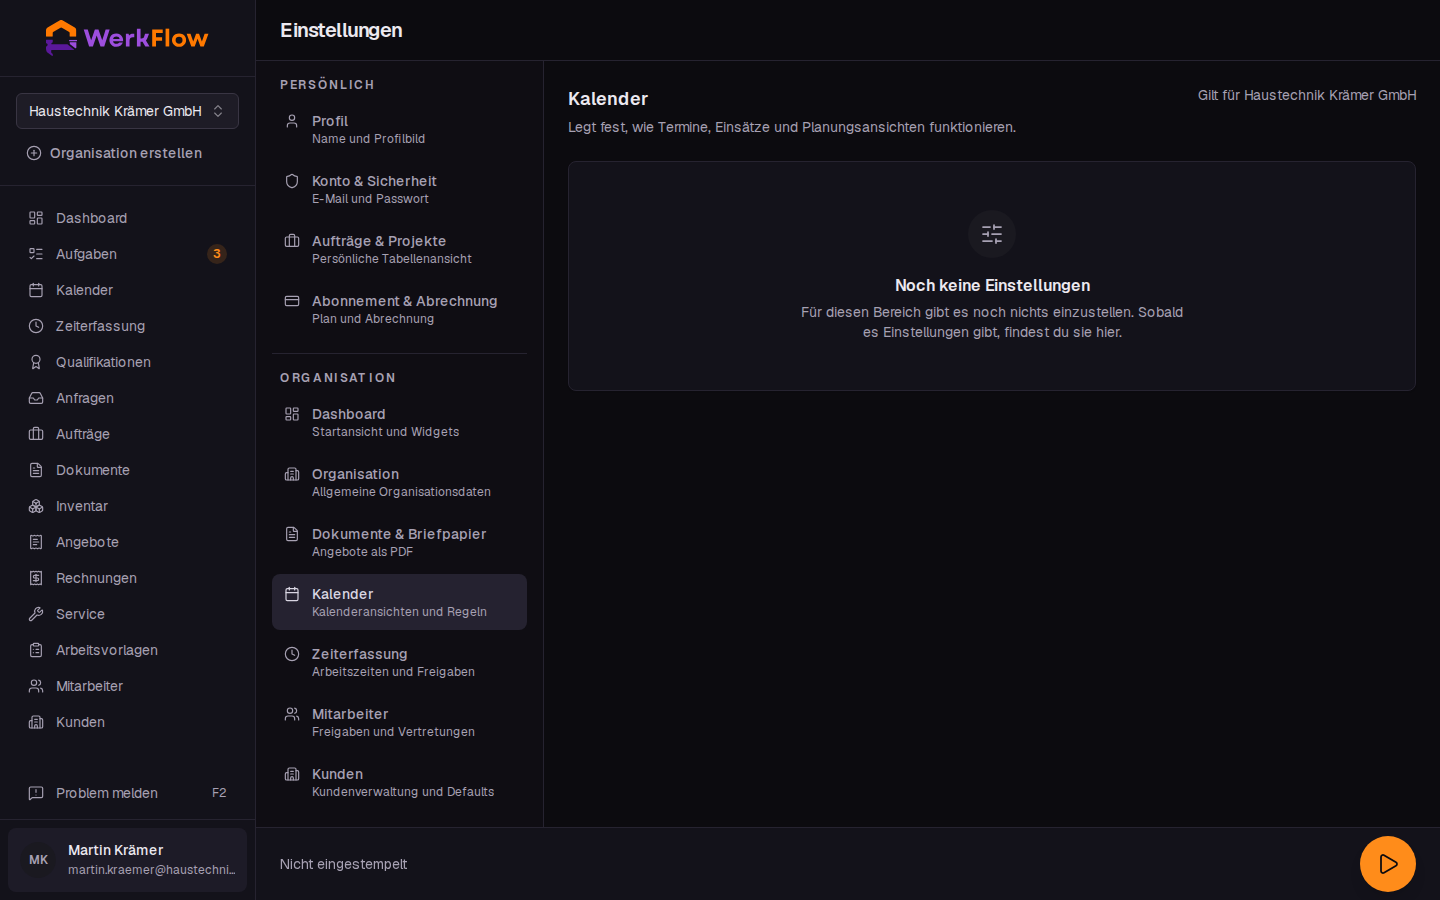 WerkFlow
Haustechnik Krämer GmbH
Organisation erstellen
Dashboard
Aufgaben 3
Kalender
Zeiterfassung
Qualifikationen
Anfragen
Aufträge
Dokumente
Inventar
Angebote
Rechnungen
Service
Arbeitsvorlagen
Mitarbeiter
Kunden
Problem melden F2
MK
Martin Krämer
martin.kraemer@haustechni...
Einstellungen
PERSÖNLICH
Profil
Name und Profilbild
Konto & Sicherheit
E-Mail und Passwort
Aufträge & Projekte
Persönliche Tabellenansicht
Abonnement & Abrechnung
Plan und Abrechnung
ORGANISATION
Dashboard
Startansicht und Widgets
Organisation
Allgemeine Organisationsdaten
Dokumente & Briefpapier
Angebote als PDF
Kalender
Kalenderansichten und Regeln
Zeiterfassung
Arbeitszeiten und Freigaben
Mitarbeiter
Freigaben und Vertretungen
Kunden
Kundenverwaltung und Defaults
Kalender
Gilt für Haustechnik Krämer GmbH
Legt fest, wie Termine, Einsätze und Planungsansichten funktionieren.
Noch keine Einstellungen
Für diesen Bereich gibt es noch nichts einzustellen. Sobald
es Einstellungen gibt, findest du sie hier.
Nicht eingestempelt